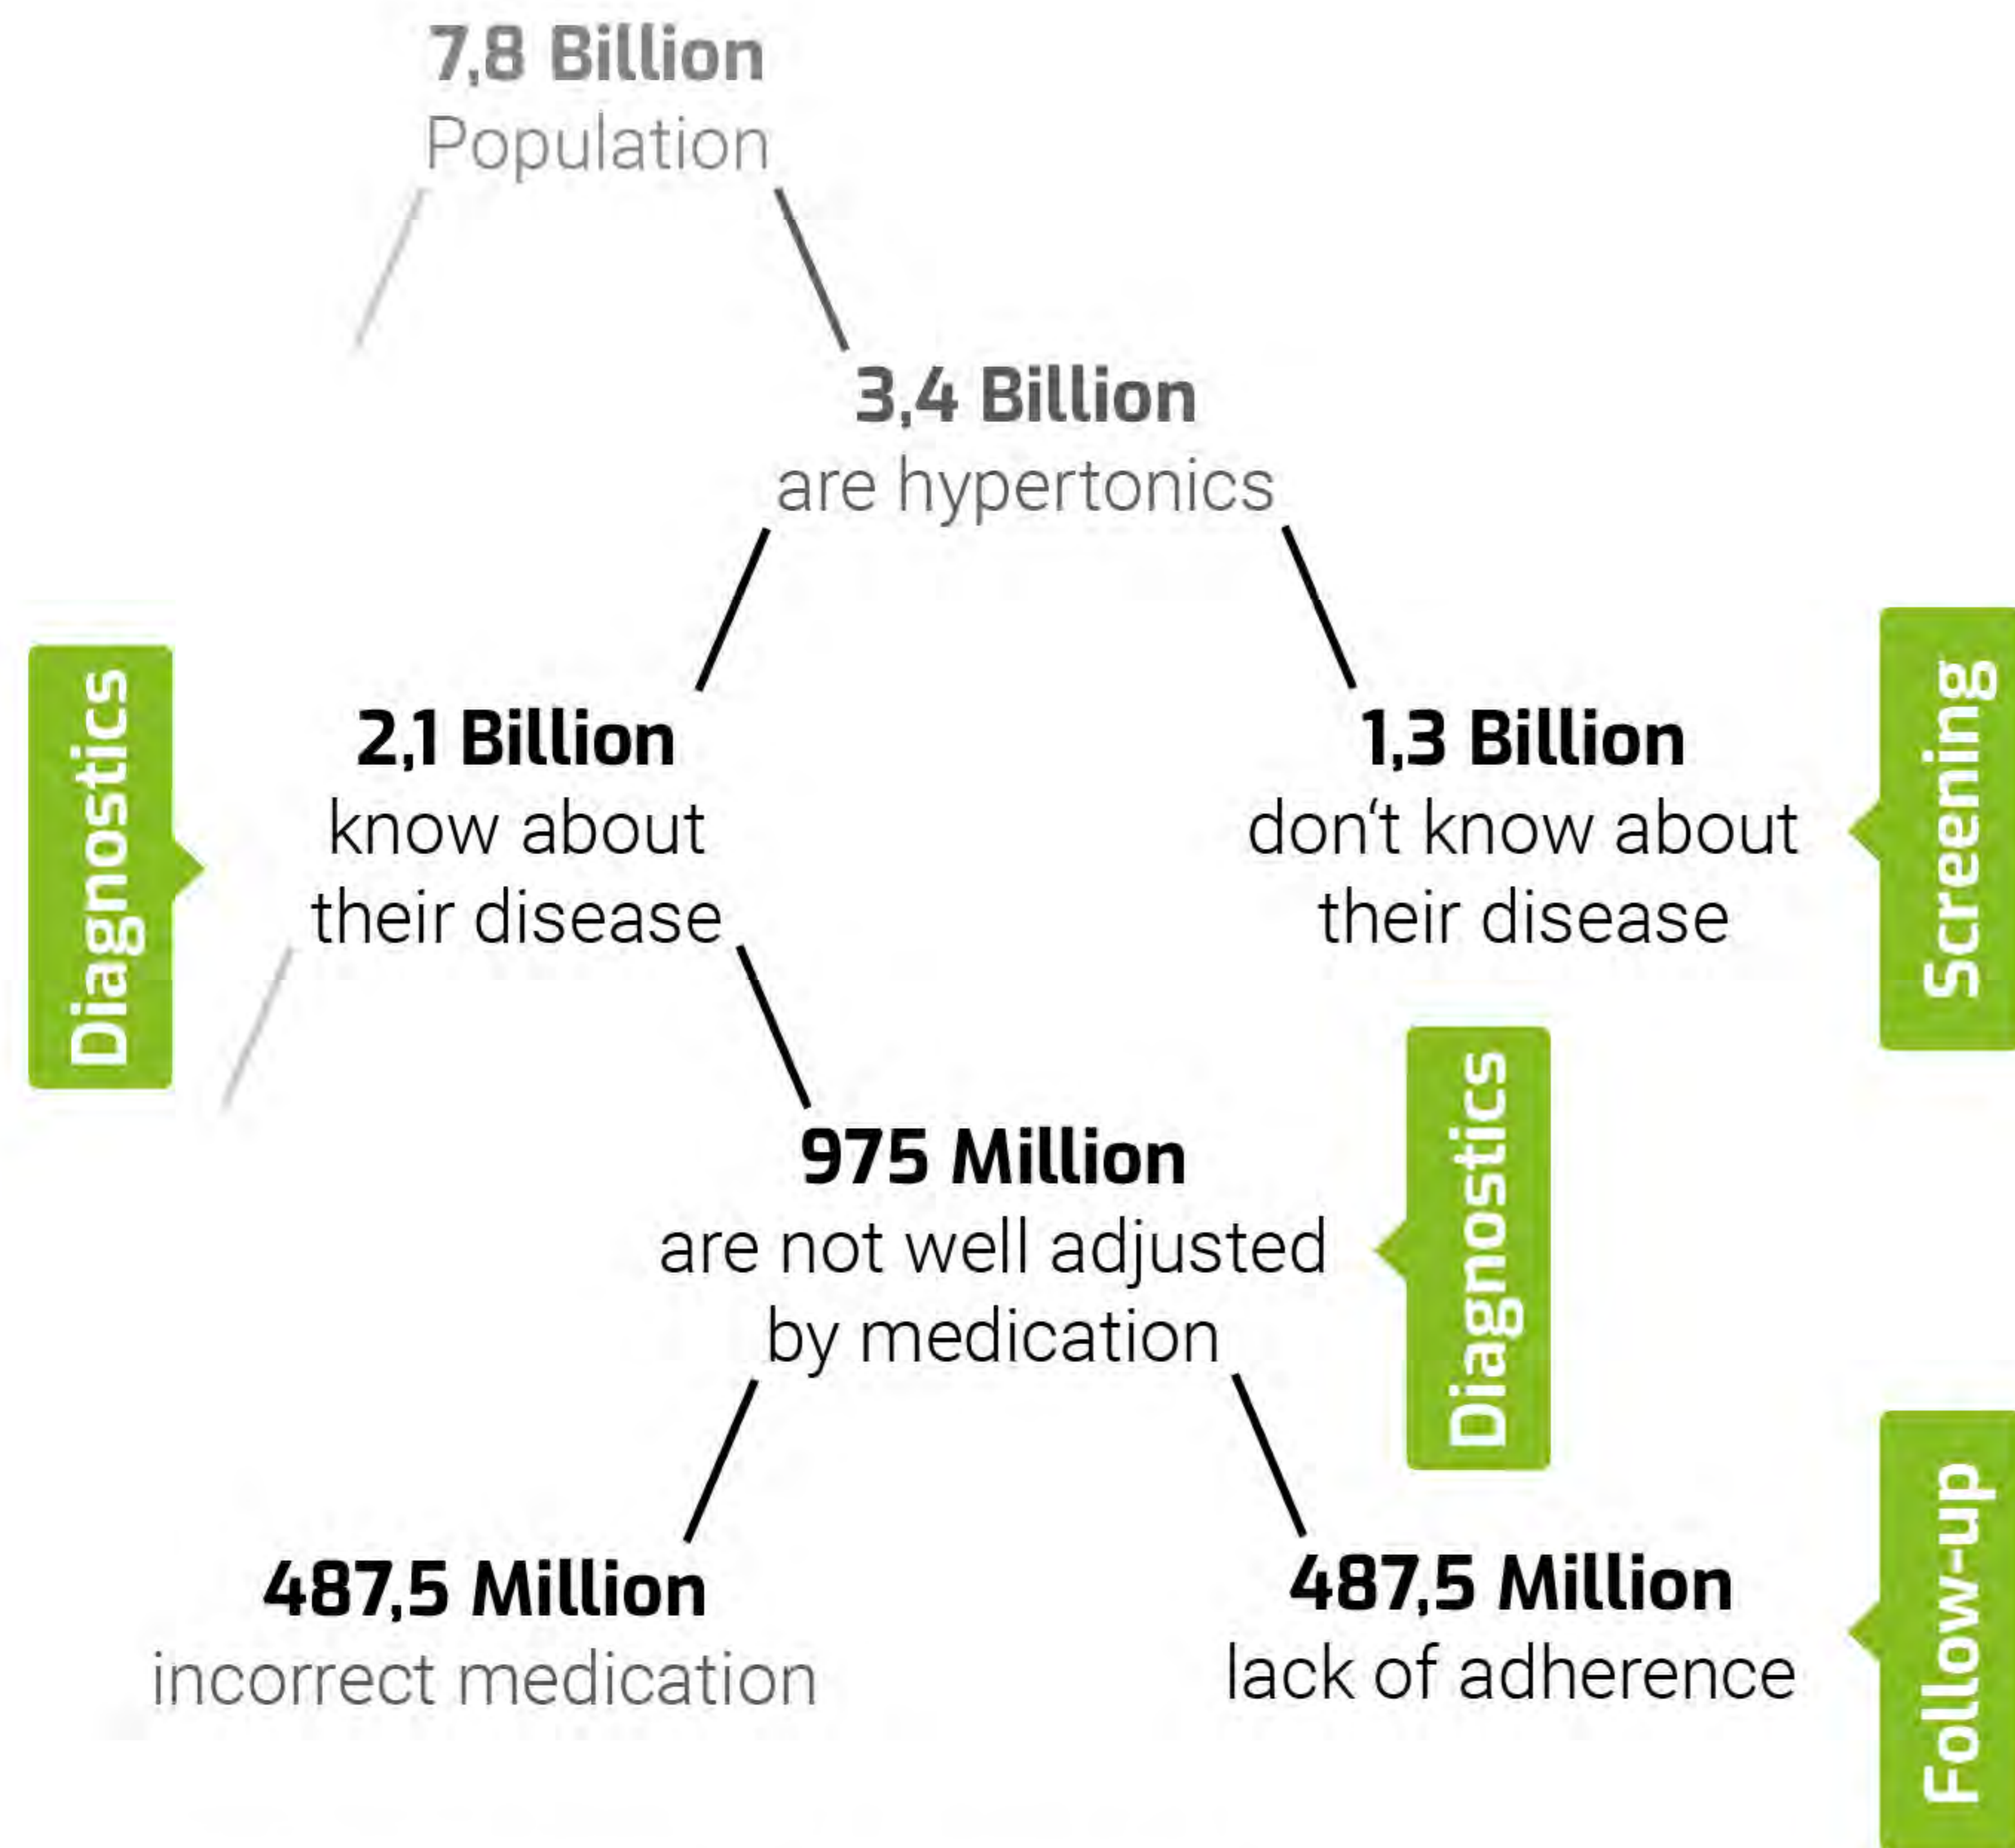 7,8 Billion
Population
3,4 Billion
are hypertonics
Diagnostics
2,1 Billion
know about
their disease
1,3 Billion
don‘t know about
their disease
Screening
975 Million
are not well adjusted
by medication
Diagnostics
487,5 Million
incorrect medication
487,5 Million
lack of adherence
Follow-up